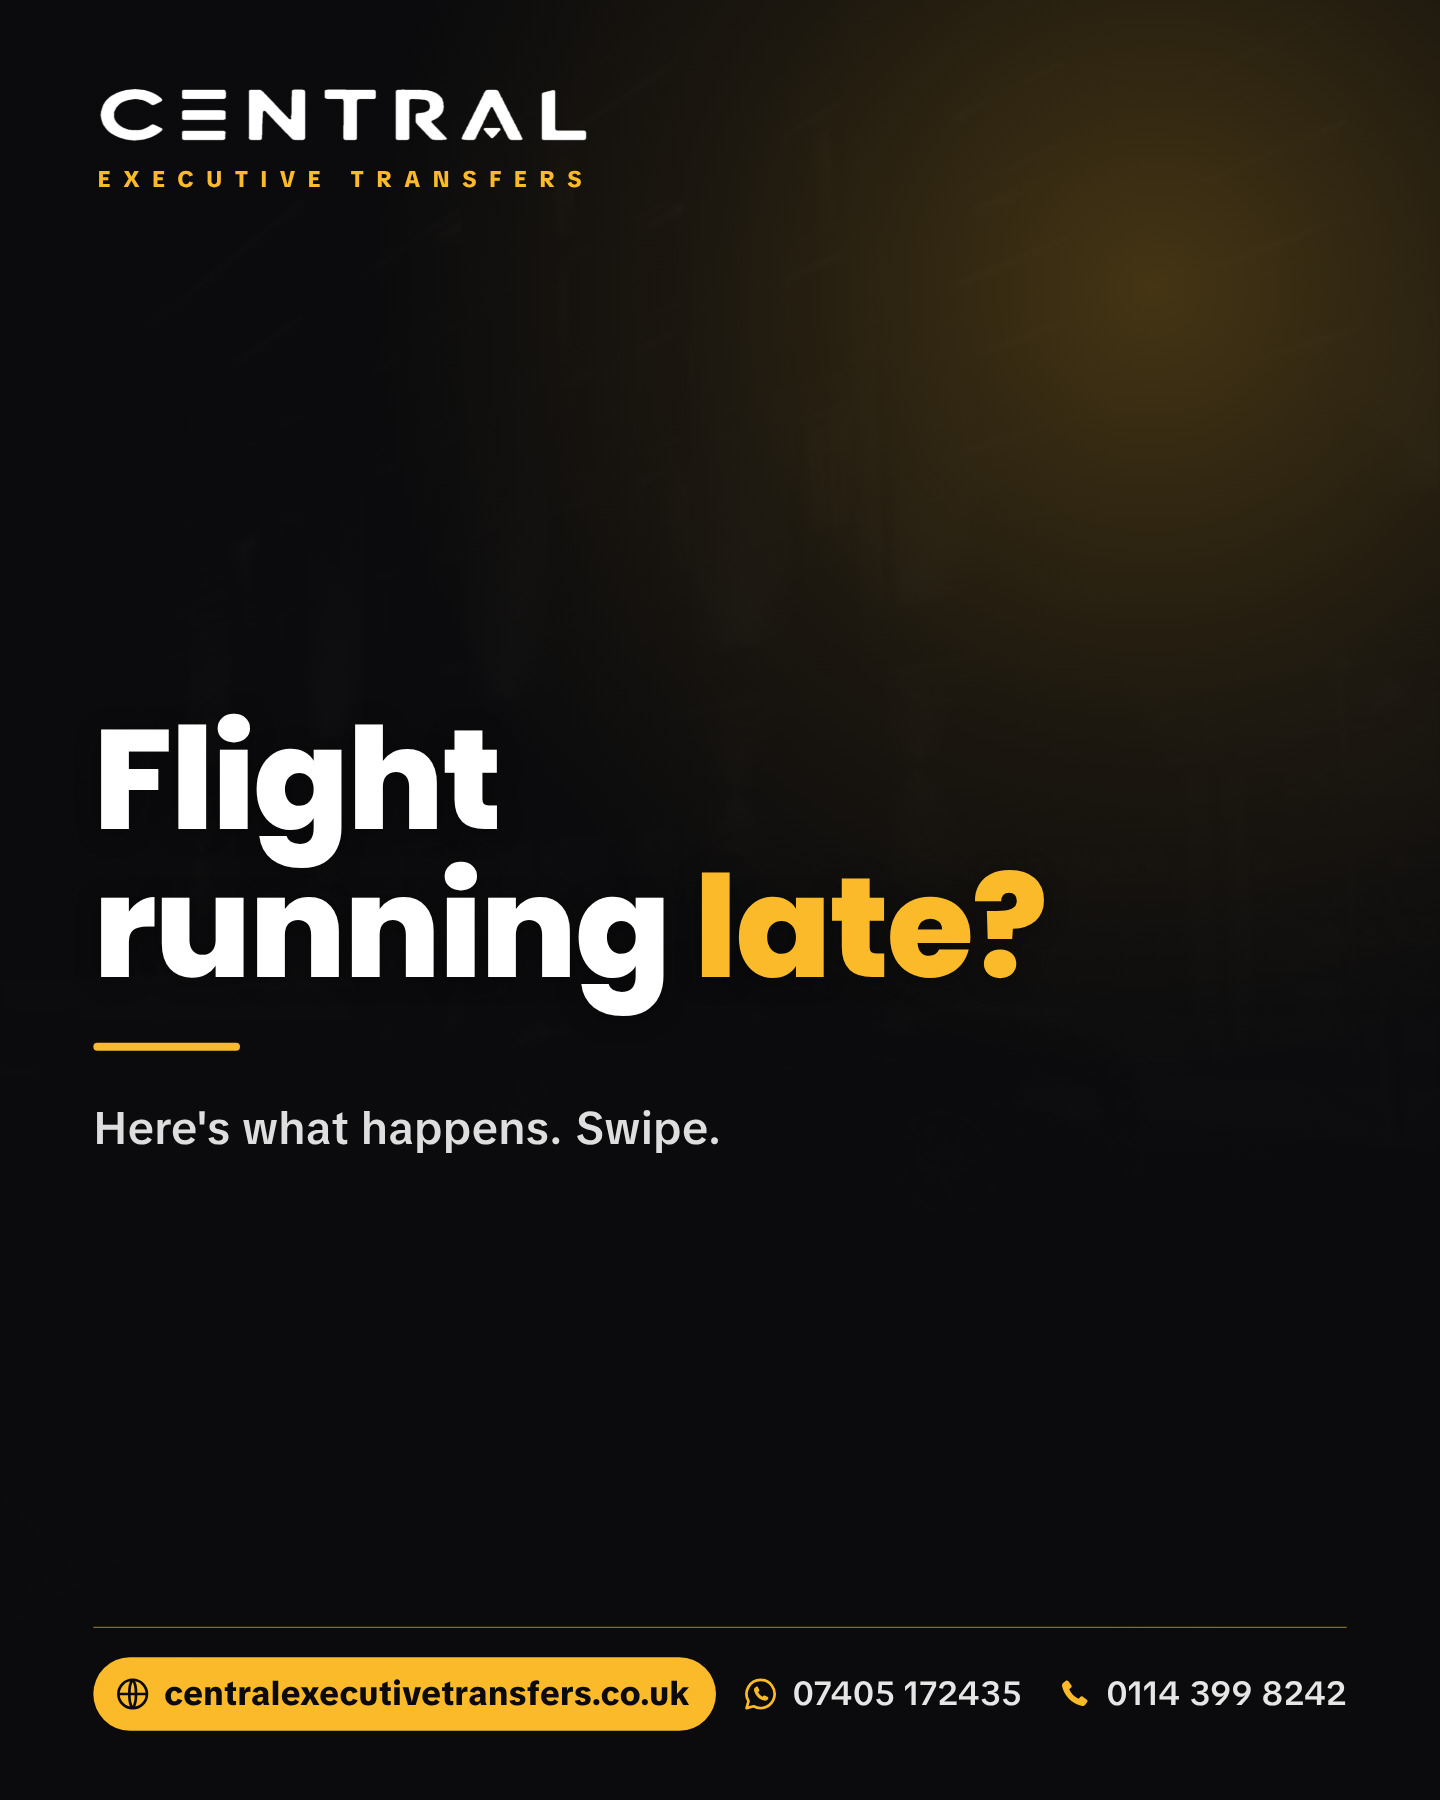 CENTRAL
EXECUTIVE TRANSFERS
Flight
running late?
Here's what happens. Swipe.
centralexecutivetransfers.co.uk 07405 172435 0114 399 8242